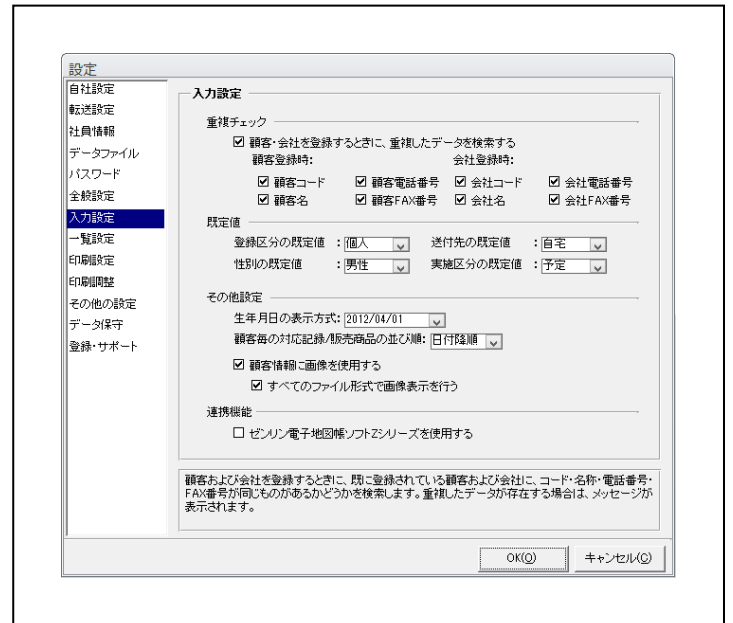 設定
自社設定
転送設定
社員情報
データファイル
パスワード
全般設定
入力設定
一覧設定
印刷設定
印刷調整
その他の設定
データ保守
登録・サポート
入力設定
重複チェック
顧客・会社を登録するときに、重複したデータを検索する
顧客登録時: 会社登録時:
顧客コード 顧客電話番号 会社コード 会社電話番号
顧客名 顧客FAX番号 会社名 会社FAX番号
既定値
登録区分の既定値 : 個人 送付先の既定値 : 自宅
性別の既定値 : 男性 実施区分の既定値 : 予定
その他設定
生年月日の表示方式: 2012/04/01
顧客毎の対応記録/販売商品の並び順: 日付降順
顧客情報に画像を使用する
すべてのファイル形式で画像表示を行う
連携機能
ゼンリン電子地図帳ソフトZシリーズを使用する
顧客および会社を登録するときに、既に登録されている顧客および会社に、コード・名称・電話番号・
FAX番号が同じものがあるかどうかを検索します。重複したデータが存在する場合は、メッセージが
表示されます。
OK(O) キャンセル(C)